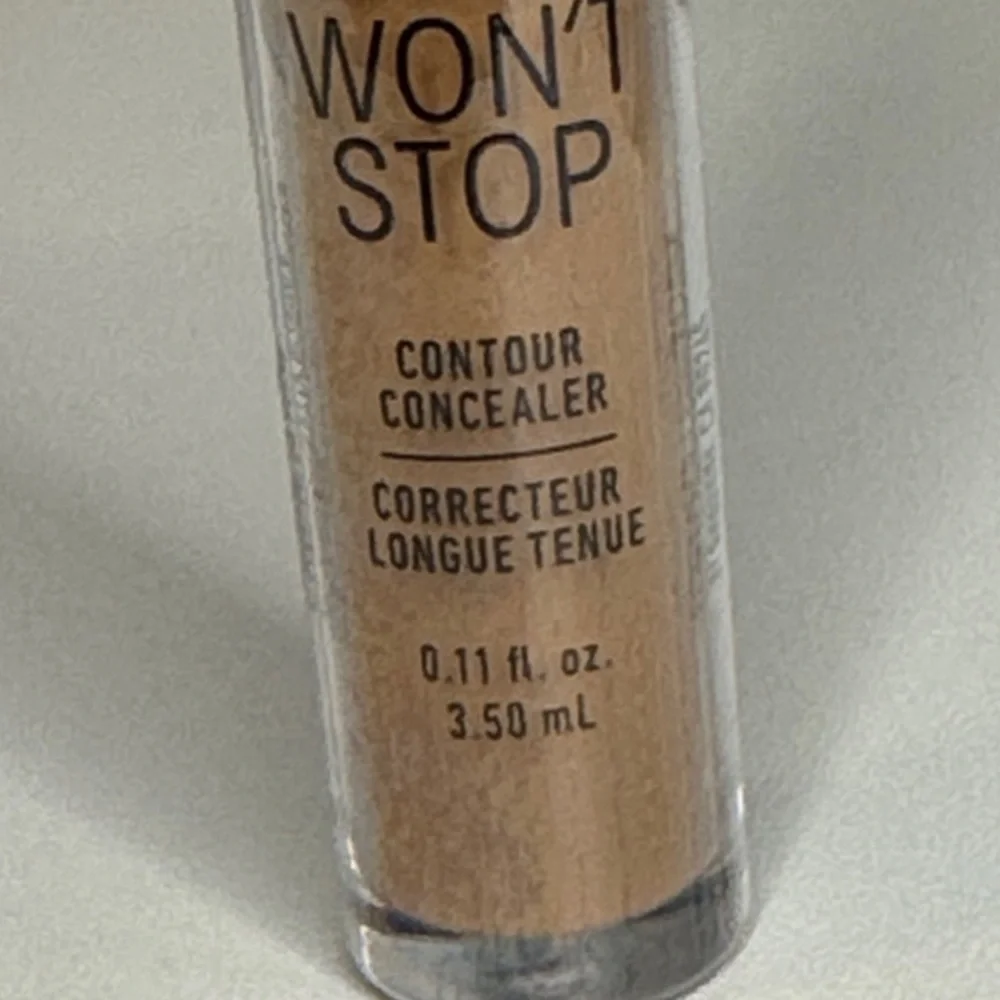 WON'T
STOP
CONTOUR
CONCEALER
CORRECTEUR
LONGUE TENUE
0.11 fl. oz.
3.50 mL